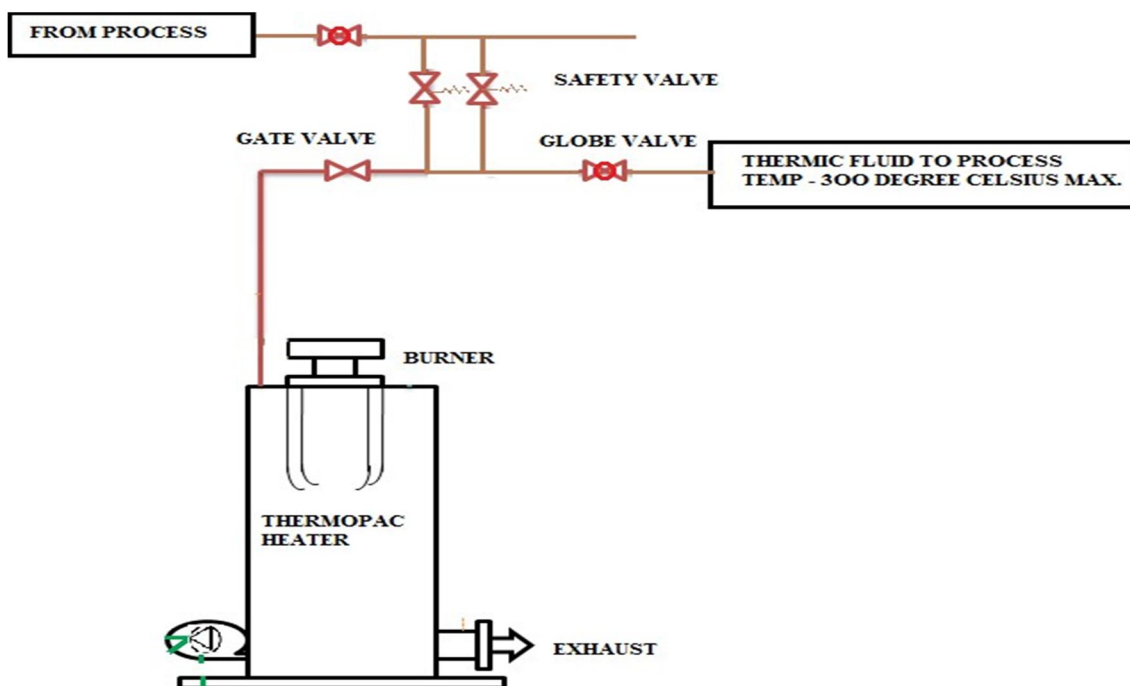 FROM PROCESS
SAFETY VALVE
GATE VALVE
GLOBE VALVE
THERMIC FLUID TO PROCESS
TEMP - 3OO DEGREE CELSIUS MAX.
BURNER
THERMOPAC
HEATER
EXHAUST